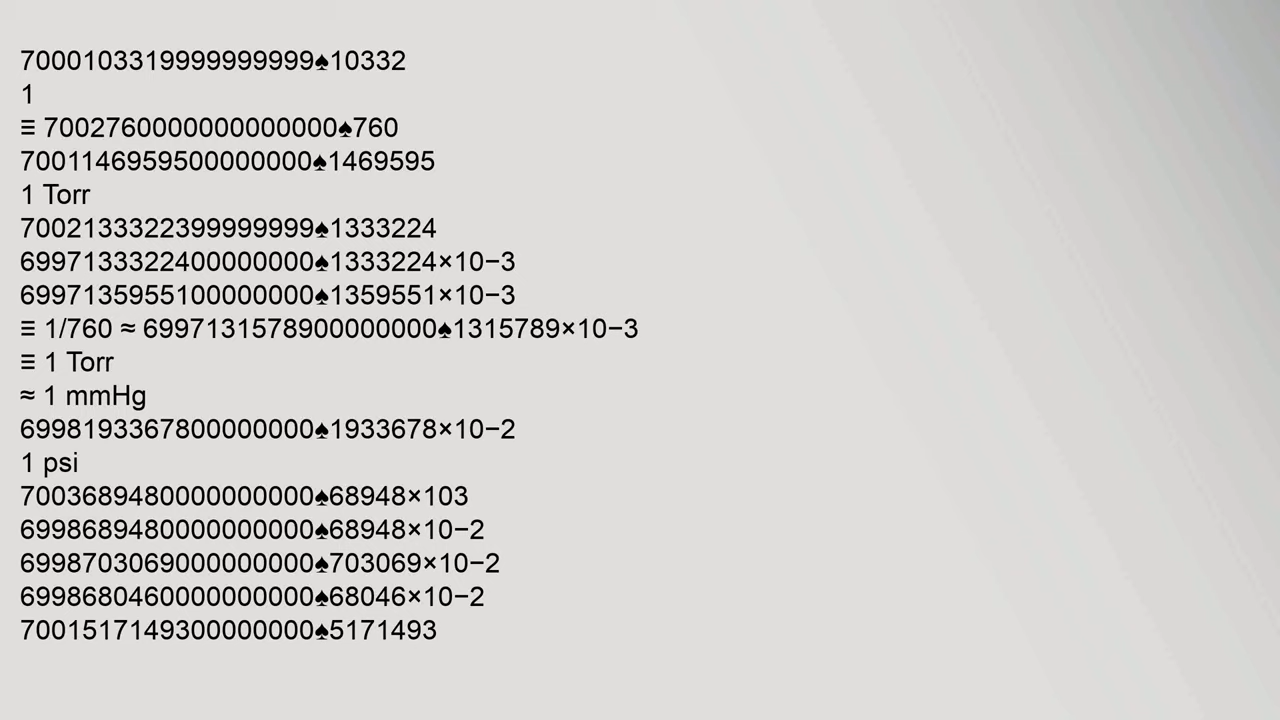 7000103319999999999♠10332
1
≡ 7002760000000000000♠760
7001146959500000000♠1469595
1 Torr
7002133322399999999♠1333224
6997133322400000000♠1333224×10−3
6997135955100000000♠1359551×10−3
≡ 1/760 ≈ 6997131578900000000♠1315789×10−3
≡ 1 Torr
≈ 1 mmHg
6998193367800000000♠1933678×10−2
1 psi
7003689480000000000♠68948×103
6998689480000000000♠68948×10−2
6998703069000000000♠703069×10−2
6998680460000000000♠68046×10−2
7001517149300000000♠5171493